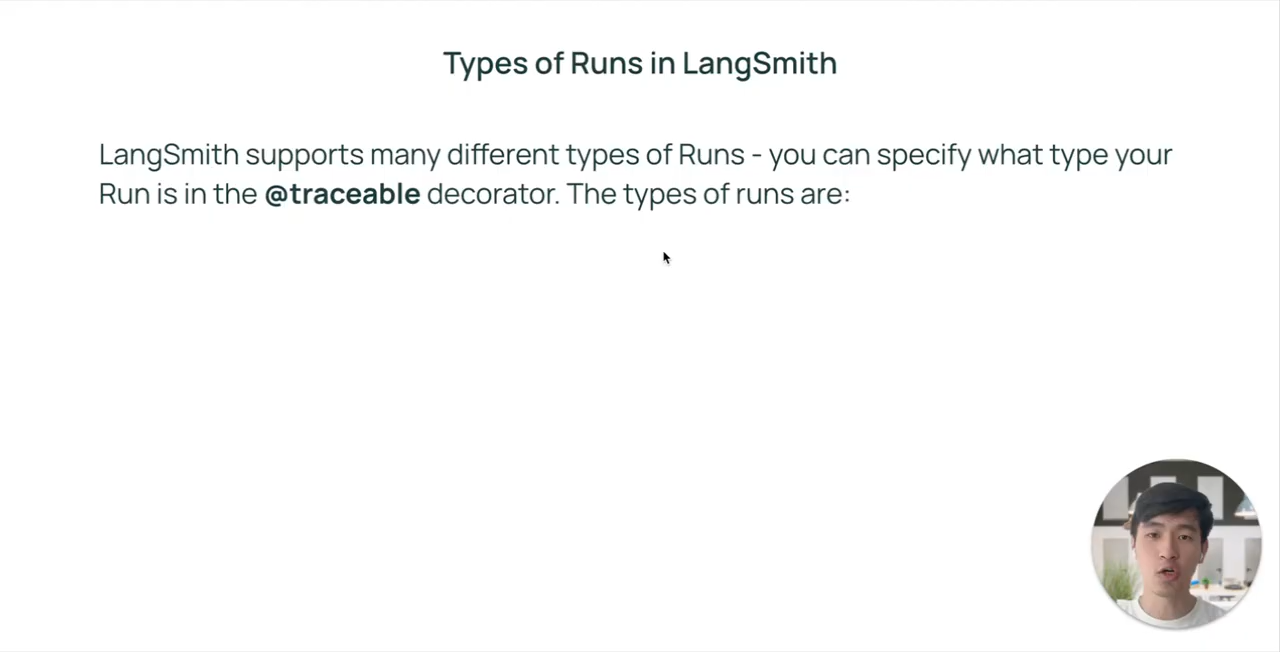 Types of Runs in LangSmith
LangSmith supports many different types of Runs - you can specify what type your
Run is in the @traceable decorator. The types of runs are: